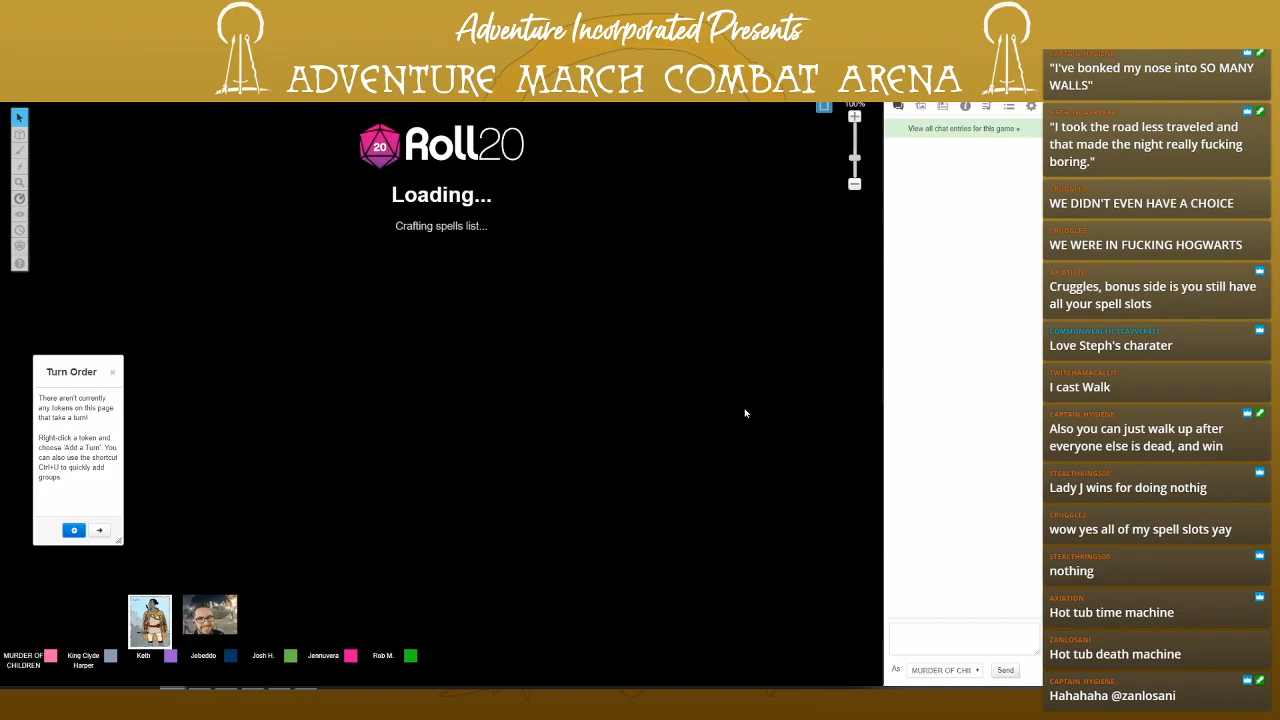 Adventure Incorporated Presents
ADVENTURE MARCH COMBAT ARENA
100%
View all chat entries for this game »
20 Roll20
Loading...
Crafting spells list...
Turn Order
There aren't currently
any tokens on this page
that take a turn!
Right-click a token and
choose 'Add a Turn'. You
can also use the shortcut
Ctrl+U to quickly add
groups.
MURDER OF
CHILDREN
King Clyde
Harper
Keth
Jebeddo
Josh H.
Jennuvera
Rob M.
As:
MURDER OF CHII
Send
CAPTAIN_HYGIENE
"I've bonked my nose into SO MANY
WALLS"
"I took the road less traveled and
that made the night really fucking
boring."
CRUGGLEZ
WE DIDN'T EVEN HAVE A CHOICE
CRUGGLEZ
WE WERE IN FUCKING HOGWARTS
AXIATION
Cruggles, bonus side is you still have
all your spell slots
COMMONWEALTH_SCAVVER413
Love Steph's charater
TWITCHAMACALLIT
I cast Walk
CAPTAIN_HYGIENE
Also you can just walk up after
everyone else is dead, and win
STEALTHKING500
Lady J wins for doing nothig
CRUGGLEZ
wow yes all of my spell slots yay
STEALTHKING500
nothing
AXIATION
Hot tub time machine
ZANLOSANI
Hot tub death machine
CAPTAIN_HYGIENE
Hahahaha @zanlosani